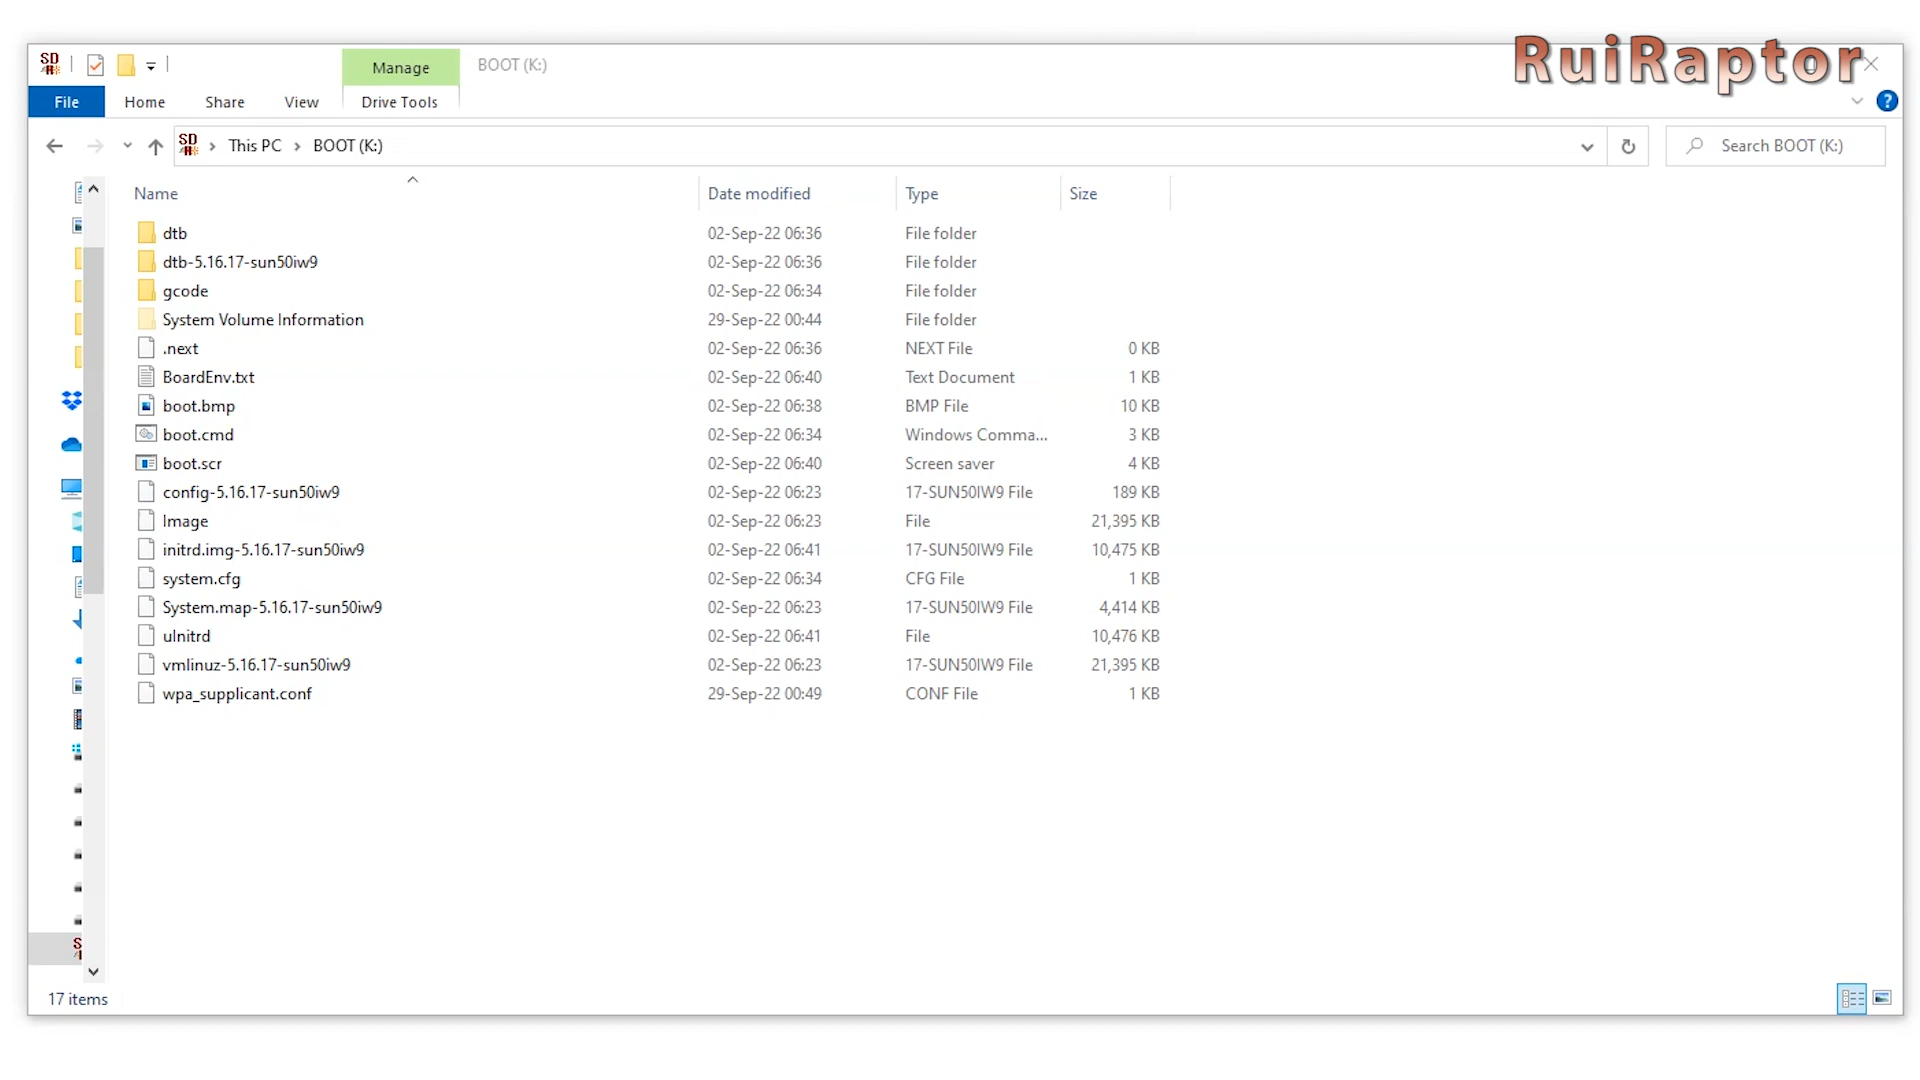 RuiRaptor
SD
Manage
BOOT (K:)
File
Home
Share
View
Drive Tools
?
SD
This PC
BOOT (K:)
Search BOOT (K:)
Name
Date modified
Type
Size
dtb 02-Sep-22 06:36 File folder
dtb-5.16.17-sun50iw9 02-Sep-22 06:36 File folder
gcode 02-Sep-22 06:34 File folder
System Volume Information 29-Sep-22 00:44 File folder
.next 02-Sep-22 06:36 NEXT File 0 KB
BoardEnv.txt 02-Sep-22 06:40 Text Document 1 KB
boot.bmp 02-Sep-22 06:38 BMP File 10 KB
boot.cmd 02-Sep-22 06:34 Windows Comma... 3 KB
boot.scr 02-Sep-22 06:40 Screen saver 4 KB
config-5.16.17-sun50iw9 02-Sep-22 06:23 17-SUN50IW9 File 189 KB
Image 02-Sep-22 06:23 File 21,395 KB
initrd.img-5.16.17-sun50iw9 02-Sep-22 06:41 17-SUN50IW9 File 10,475 KB
system.cfg 02-Sep-22 06:34 CFG File 1 KB
System.map-5.16.17-sun50iw9 02-Sep-22 06:23 17-SUN50IW9 File 4,414 KB
uInitrd 02-Sep-22 06:41 File 10,476 KB
vmlinuz-5.16.17-sun50iw9 02-Sep-22 06:23 17-SUN50IW9 File 21,395 KB
wpa_supplicant.conf 29-Sep-22 00:49 CONF File 1 KB
17 items